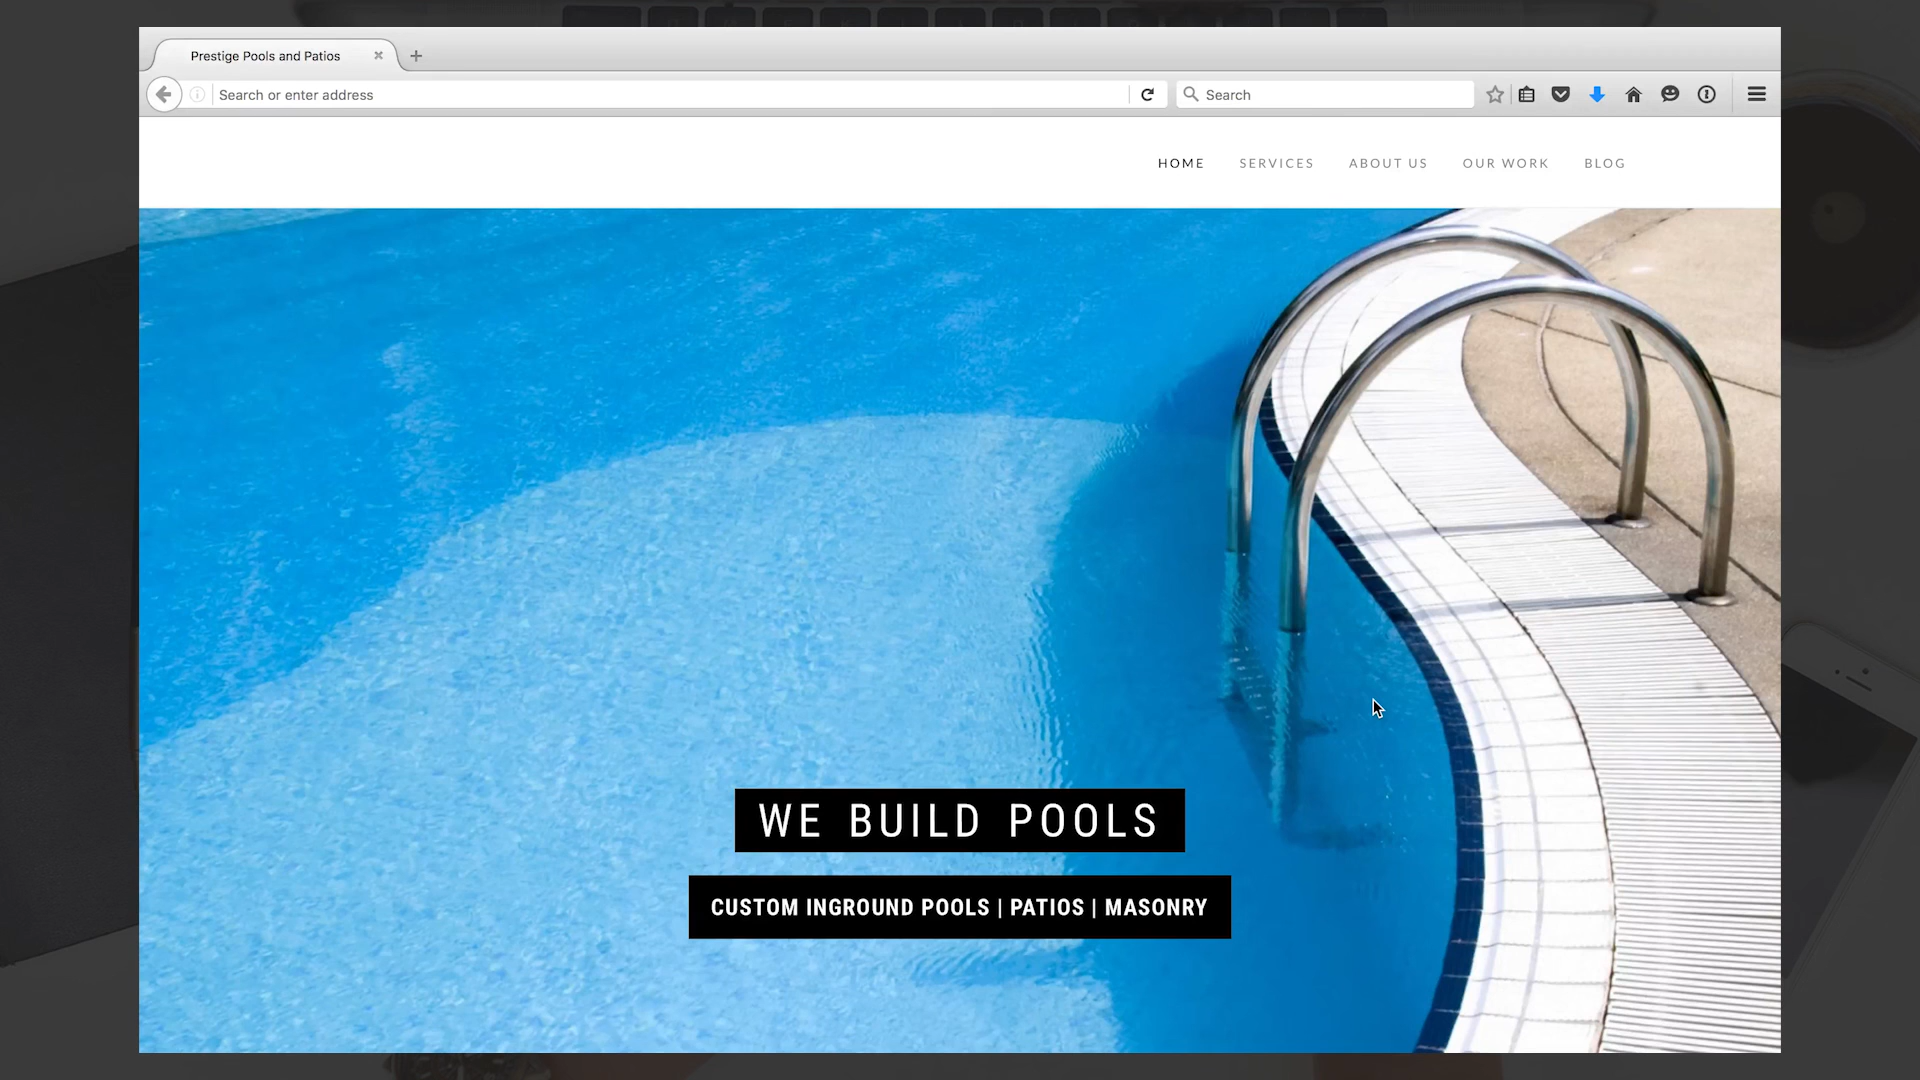 Prestige Pools and Patios
Search or enter address
Search
HOME SERVICES ABOUT US OUR WORK BLOG
WE BUILD POOLS
CUSTOM INGROUND POOLS | PATIOS | MASONRY